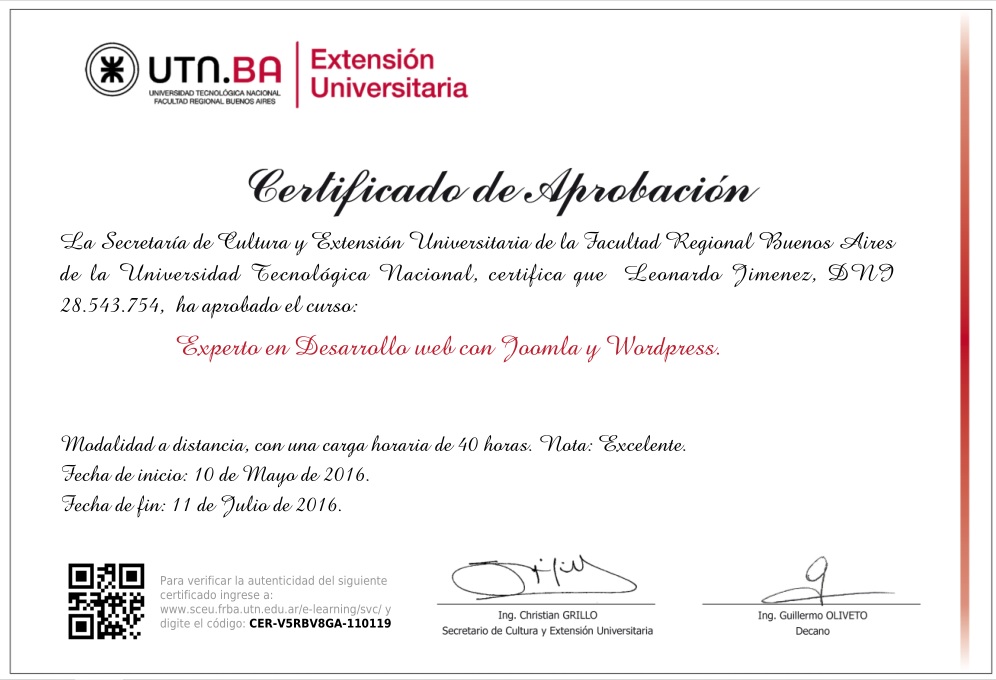 UTN.BA
UNIVERSIDAD TECNOLÓGICA NACIONAL
FACULTAD REGIONAL BUENOS AIRES
Extensión
Universitaria
Certificado de Aprobación
La Secretaría de Cultura y Extensión Universitaria de la Facultad Regional Buenos Aires
de la Universidad Tecnológica Nacional, certifica que Leonardo Jimenez, DNI
28.543.754, ha aprobado el curso:
Experto en Desarrollo web con Joomla y Wordpress.
Modalidad a distancia, con una carga horaria de 40 horas. Nota: Excelente.
Fecha de inicio: 10 de Mayo de 2016.
Fecha de fin: 11 de Julio de 2016.
Para verificar la autenticidad del siguiente
certificado ingrese a:
www.sceu.frba.utn.edu.ar/e-learning/svc/ y
digite el código: CER-V5RBV8GA-110119
Ing. Christian GRILLO
Secretario de Cultura y Extensión Universitaria
Ing. Guillermo OLIVETO
Decano